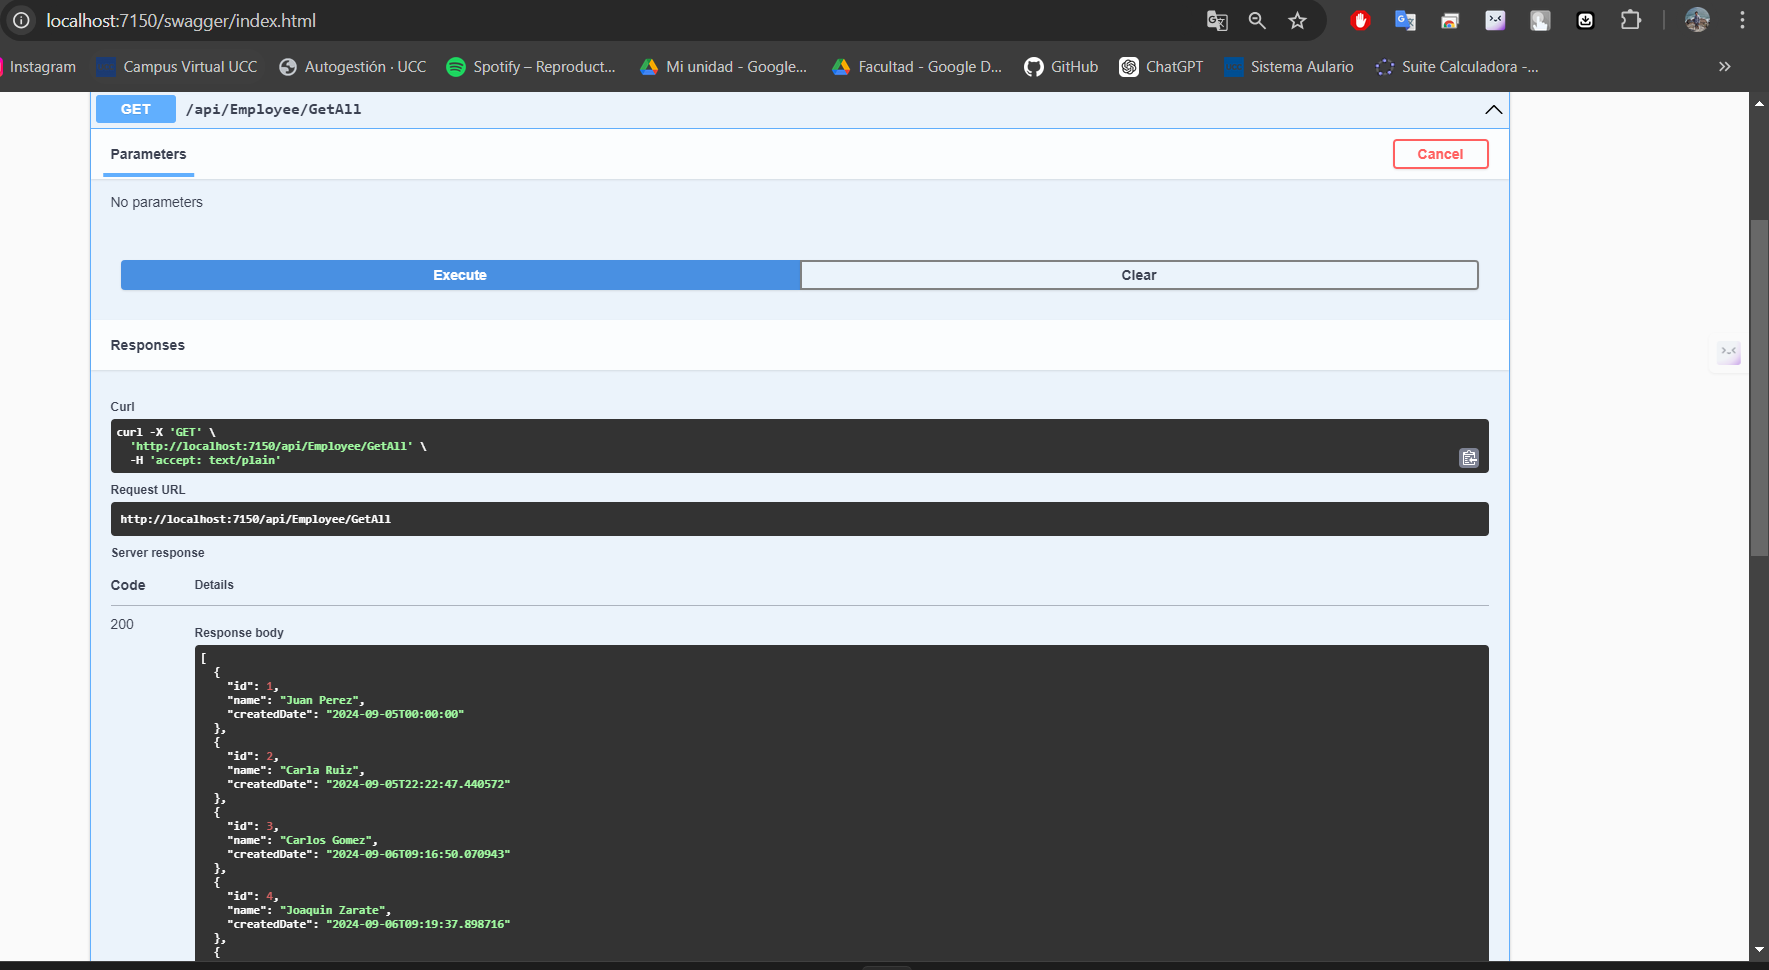 localhost:7150/swagger/index.html
Instagram Campus Virtual UCC Autogestión · UCC Spotify – Reproduct... Mi unidad - Google... Facultad - Google D... GitHub ChatGPT Sistema Aulario Suite Calculadora -...
GET /api/Employee/GetAll
Parameters Cancel
No parameters
Execute Clear
Responses
Curl
curl -X 'GET' \
'http://localhost:7150/api/Employee/GetAll' \
-H 'accept: text/plain'
Request URL
http://localhost:7150/api/Employee/GetAll
Server response
Code Details
200
Response body
[
{
"id": 1,
"name": "Juan Perez",
"createdDate": "2024-09-05T00:00:00"
},
{
"id": 2,
"name": "Carla Ruiz",
"createdDate": "2024-09-05T22:22:47.440572"
},
{
"id": 3,
"name": "Carlos Gomez",
"createdDate": "2024-09-06T09:16:50.070943"
},
{
"id": 4,
"name": "Joaquin Zarate",
"createdDate": "2024-09-06T09:19:37.898716"
},
{